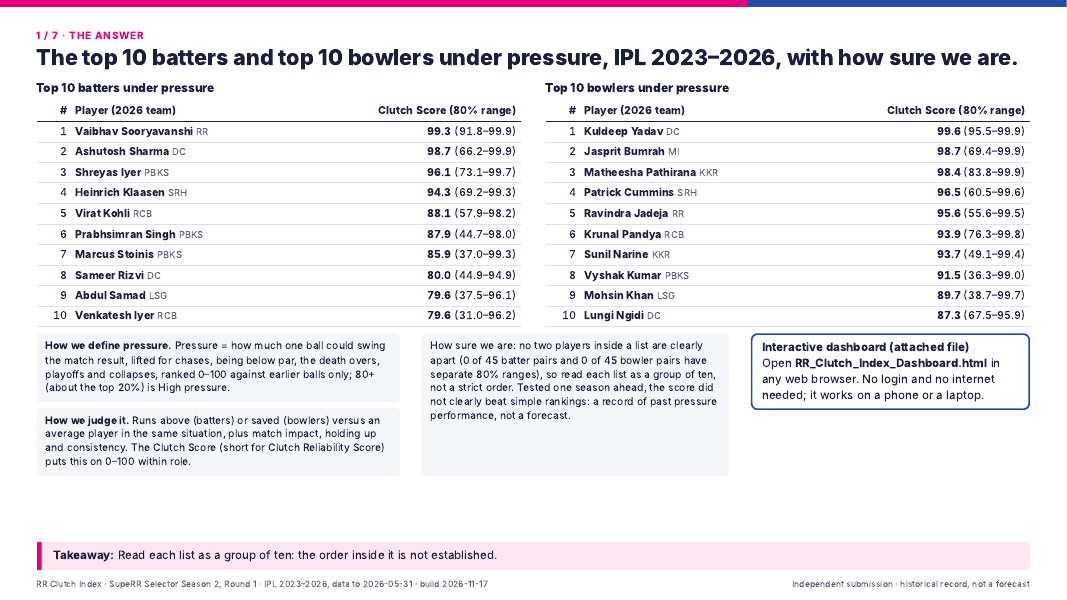 1 / 7 · THE ANSWER
The top 10 batters and top 10 bowlers under pressure, IPL 2023–2026, with how sure we are.
Top 10 batters under pressure
# Player (2026 team) Clutch Score (80% range)
1 Vaibhav Sooryavanshi RR 99.3 (91.8–99.9)
2 Ashutosh Sharma DC 98.7 (66.2–99.9)
3 Shreyas Iyer PBKS 96.1 (73.1–99.7)
4 Heinrich Klaasen SRH 94.3 (69.2–99.3)
5 Virat Kohli RCB 88.1 (57.9–98.2)
6 Prabhsimran Singh PBKS 87.9 (44.7–98.0)
7 Marcus Stoinis PBKS 85.9 (37.0–99.3)
8 Sameer Rizvi DC 80.0 (44.9–94.9)
9 Abdul Samad LSG 79.6 (37.5–96.1)
10 Venkatesh Iyer RCB 79.6 (31.0–96.2)
Top 10 bowlers under pressure
# Player (2026 team) Clutch Score (80% range)
1 Kuldeep Yadav DC 99.6 (95.5–99.9)
2 Jasprit Bumrah MI 98.7 (69.4–99.9)
3 Matheesha Pathirana KKR 98.4 (83.8–99.9)
4 Patrick Cummins SRH 96.5 (60.5–99.6)
5 Ravindra Jadeja RR 95.6 (55.6–99.5)
6 Krunal Pandya RCB 93.9 (76.3–99.8)
7 Sunil Narine KKR 93.7 (49.1–99.4)
8 Vyshak Kumar PBKS 91.5 (36.3–99.0)
9 Mohsin Khan LSG 89.7 (38.7–99.7)
10 Lungi Ngidi DC 87.3 (67.5–95.9)
How we define pressure. Pressure = how much one ball could swing
the match result, lifted for chases, being below par, the death overs,
playoffs and collapses, ranked 0–100 against earlier balls only; 80+
(about the top 20%) is High pressure.
How we judge it. Runs above (batters) or saved (bowlers) versus an
average player in the same situation, plus match impact, holding up
and consistency. The Clutch Score (short for Clutch Reliability Score)
puts this on 0–100 within role.
How sure we are: no two players inside a list are clearly
apart (0 of 45 batter pairs and 0 of 45 bowler pairs have
separate 80% ranges), so read each list as a group of ten,
not a strict order. Tested one season ahead, the score did
not clearly beat simple rankings: a record of past pressure
performance, not a forecast.
Interactive dashboard (attached file)
Open RR_Clutch_Index_Dashboard.html in
any web browser. No login and no internet
needed; it works on a phone or a laptop.
Takeaway: Read each list as a group of ten: the order inside it is not established.
RR Clutch Index · SupeRR Selector Season 2, Round 1 · IPL 2023–2026, data to 2026-05-31 · build 2026-11-17
Independent submission · historical record, not a forecast